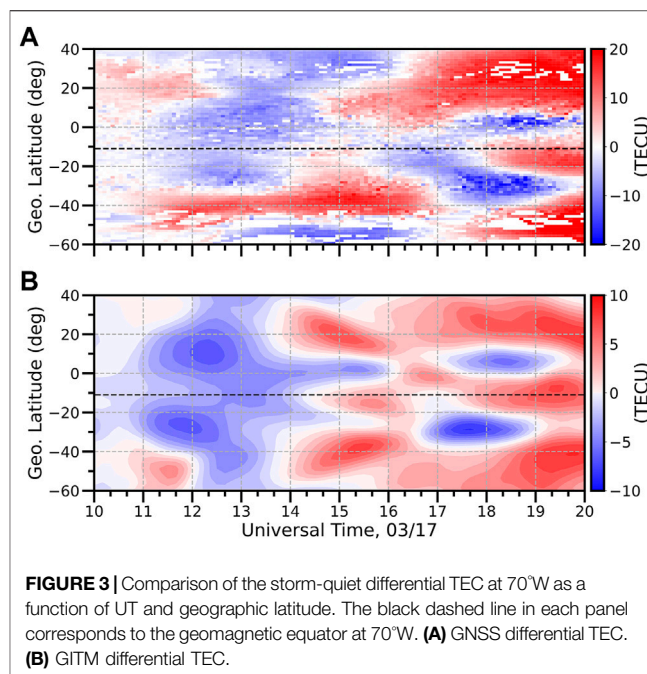 A
40
20
0
−20
−40
−60
Geo. Latitude (deg)
20
10
0
−10
−20
(TECU)
B
40
20
0
−20
−40
−60
Geo. Latitude (deg)
10 11 12 13 14 15 16 17 18 19 20
Universal Time, 03/17
10
5
0
−5
−10
(TECU)
FIGURE 3 | Comparison of the storm-quiet differential TEC at 70°W as a
function of UT and geographic latitude. The black dashed line in each panel
corresponds to the geomagnetic equator at 70°W. (A) GNSS differential TEC.
(B) GITM differential TEC.